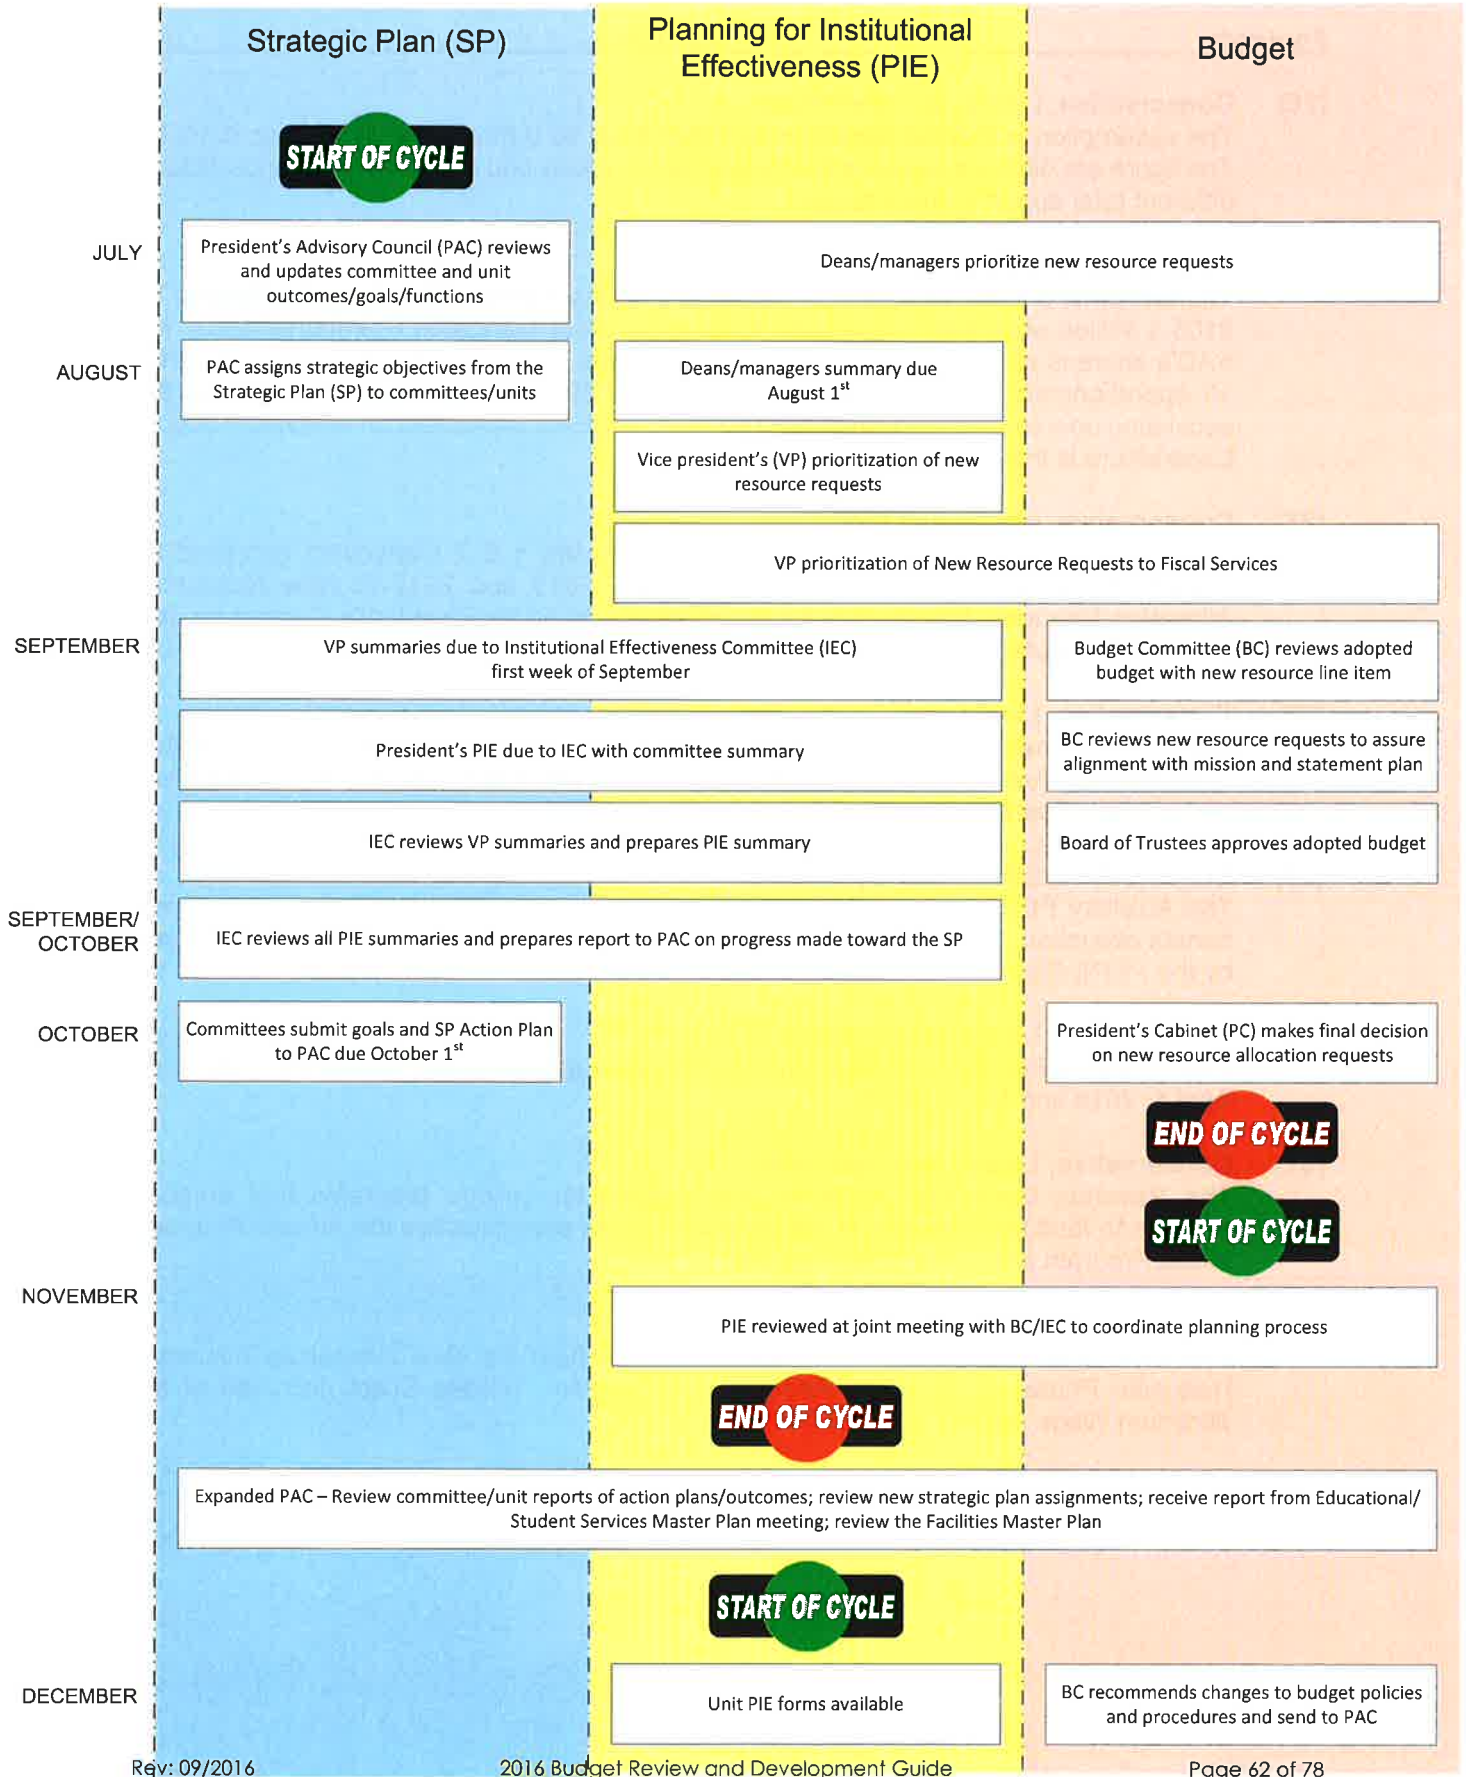 Strategic Plan (SP)
Planning for Institutional
Effectiveness (PIE)
Budget
START OF CYCLE
JULY
President's Advisory Council (PAC) reviews
and updates committee and unit
outcomes/goals/functions
Deans/managers prioritize new resource requests
AUGUST
PAC assigns strategic objectives from the
Strategic Plan (SP) to committees/units
Deans/managers summary due
August 1st
Vice president's (VP) prioritization of new
resource requests
VP prioritization of New Resource Requests to Fiscal Services
SEPTEMBER
VP summaries due to Institutional Effectiveness Committee (IEC)
first week of September
Budget Committee (BC) reviews adopted
budget with new resource line item
President's PIE due to IEC with committee summary
BC reviews new resource requests to assure
alignment with mission and statement plan
IEC reviews VP summaries and prepares PIE summary
Board of Trustees approves adopted budget
SEPTEMBER/
OCTOBER
IEC reviews all PIE summaries and prepares report to PAC on progress made toward the SP
OCTOBER
Committees submit goals and SP Action Plan
to PAC due October 1st
President's Cabinet (PC) makes final decision
on new resource allocation requests
END OF CYCLE
START OF CYCLE
NOVEMBER
PIE reviewed at joint meeting with BC/IEC to coordinate planning process
END OF CYCLE
Expanded PAC – Review committee/unit reports of action plans/outcomes; review new strategic plan assignments; receive report from Educational/
Student Services Master Plan meeting; review the Facilities Master Plan
START OF CYCLE
DECEMBER
Unit PIE forms available
BC recommends changes to budget policies
and procedures and send to PAC
Rev: 09/2016
2016 Budget Review and Development Guide
Page 62 of 78